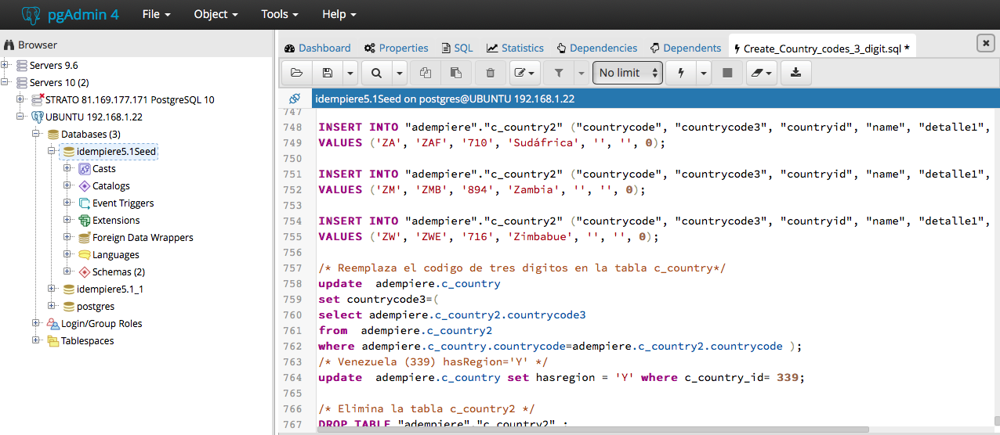 pgAdmin 4 File Object Tools Help
Browser
Dashboard Properties SQL Statistics Dependencies Dependents Create_Country_codes_3_digit.sql *
No limit
idempiere5.1Seed on postgres@UBUNTU 192.168.1.22
Servers 9.6
Servers 10 (2)
STRATO 81.169.177.171 PostgreSQL 10
UBUNTU 192.168.1.22
Databases (3)
idempiere5.1Seed
Casts
Catalogs
Event Triggers
Extensions
Foreign Data Wrappers
Languages
Schemas (2)
idempiere5.1_1
postgres
Login/Group Roles
Tablespaces
747
748 INSERT INTO "adempiere"."c_country2" ("countrycode", "countrycode3", "countryid", "name", "detalle1",
749 VALUES ('ZA', 'ZAF', '710', 'Sudáfrica', '', '', 0);
750
751 INSERT INTO "adempiere"."c_country2" ("countrycode", "countrycode3", "countryid", "name", "detalle1",
752 VALUES ('ZM', 'ZMB', '894', 'Zambia', '', '', 0);
753
754 INSERT INTO "adempiere"."c_country2" ("countrycode", "countrycode3", "countryid", "name", "detalle1",
755 VALUES ('ZW', 'ZWE', '716', 'Zimbabue', '', '', 0);
756
757 /* Reemplaza el codigo de tres digitos en la tabla c_country*/
758 update adempiere.c_country
759 set countrycode3=(
760 select adempiere.c_country2.countrycode3
761 from adempiere.c_country2
762 where adempiere.c_country.countrycode=adempiere.c_country2.countrycode );
763 /* Venezuela (339) hasRegion='Y' */
764 update adempiere.c_country set hasregion = 'Y' where c_country_id= 339;
765
766 /* Elimina la tabla c_country2 */
767 DROP TABLE "adempiere"."c_country2" ;